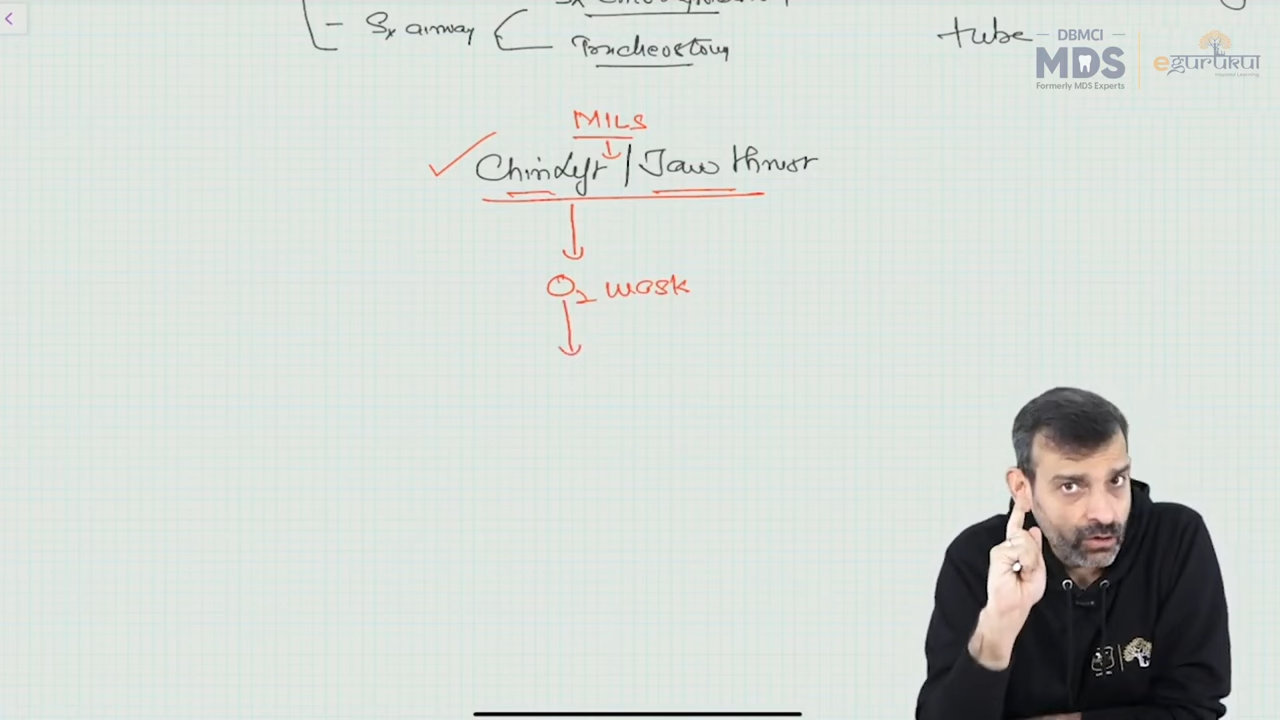 Sx airway
Tracheostomy
tube
DBMCI
MDS
Formerly MDS Experts
egurukul
MILS
Chin Lift / Jaw thrust
O₂ mask